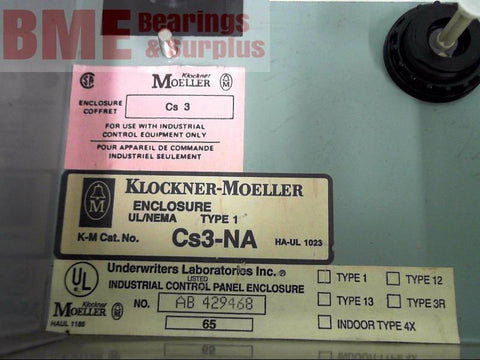 BME Bearings
& Surplus
Klockner
MOELLER
ENCLOSURE
COFFRET
Cs 3
FOR USE WITH INDUSTRIAL
CONTROL EQUIPMENT ONLY
POUR APPAREIL DE COMMANDE
INDUSTRIEL SEULEMENT
KLOCKNER-MOELLER
ENCLOSURE
UL/NEMA TYPE 1
K-M Cat. No. Cs3-NA HA-UL 1023
Underwriters Laboratories Inc.®
LISTED
INDUSTRIAL CONTROL PANEL ENCLOSURE
NO. AB 429468
65
Klockner
MOELLER
HAUL 1185
TYPE 1 TYPE 12
TYPE 13 TYPE 3R
INDOOR TYPE 4X